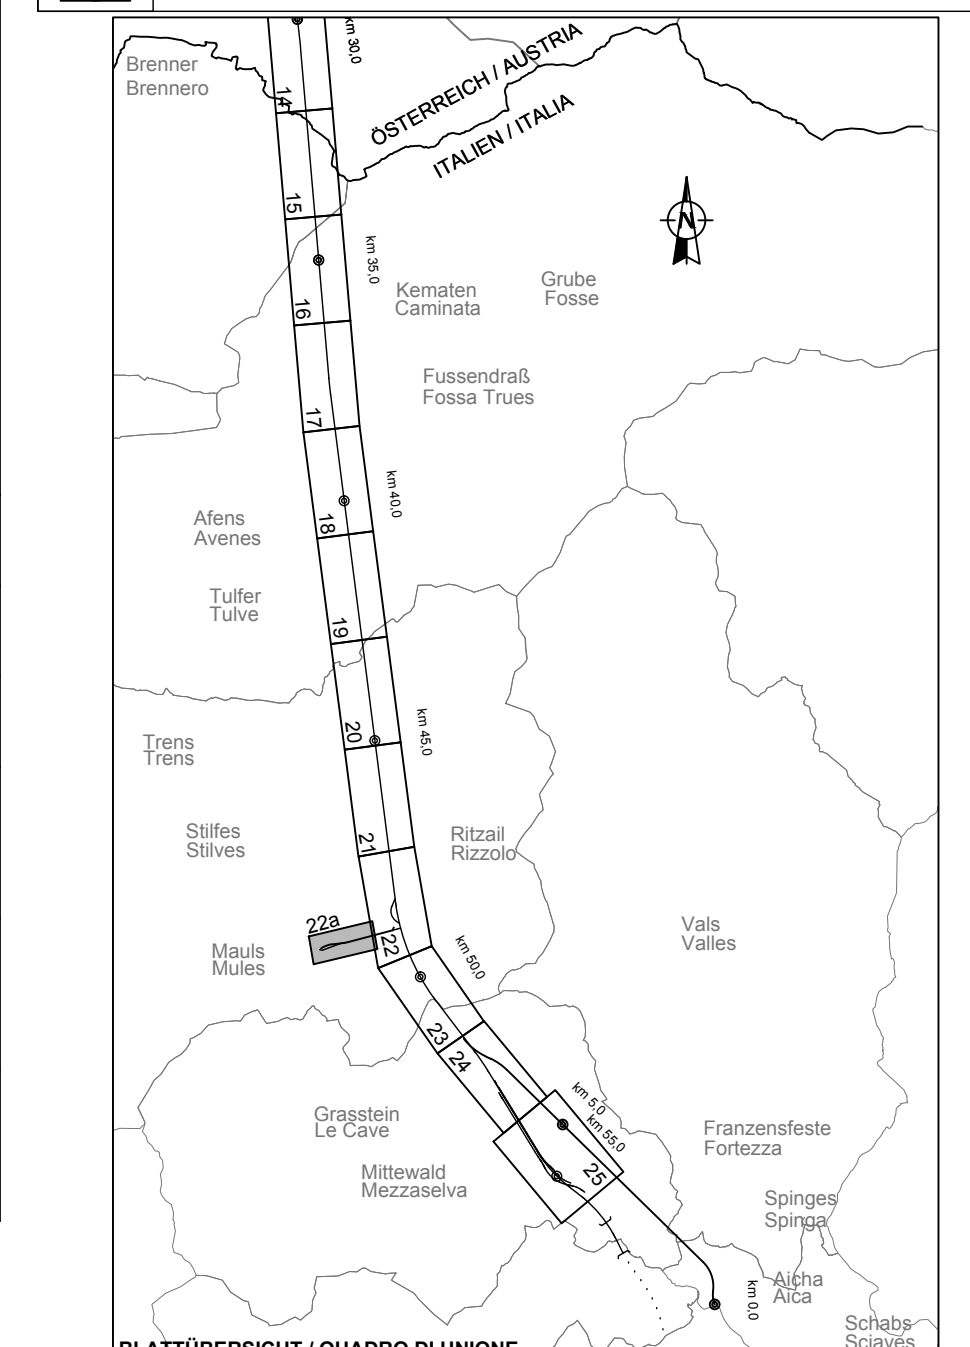 km 30,0
Brenner
Brennero
ÖSTERREICH / AUSTRIA
ITALIEN / ITALIA
14
15
N
km 35,0
16
Kematen
Caminata
Grube
Fosse
Fussendraß
Fossa Trues
17
km 40,0
18
Afens
Avenes
Tulfer
Tulve
19
20
km 45,0
Trens
Trens
21
Stilfes
Stilves
Ritzail
Rizzolo
22a
22
Mauls
Mules
km 50,0
Vals
Valles
23
24
Grasstein
Le Cave
km 5,0
km 55,0
25
Franzensfeste
Fortezza
Mittewald
Mezzaselva
Spinges
Spinga
Aicha
Aica
km 0,0
Schabs
Sciaves
BLATTÜBERSICHT / QUADRO DI UNIONE